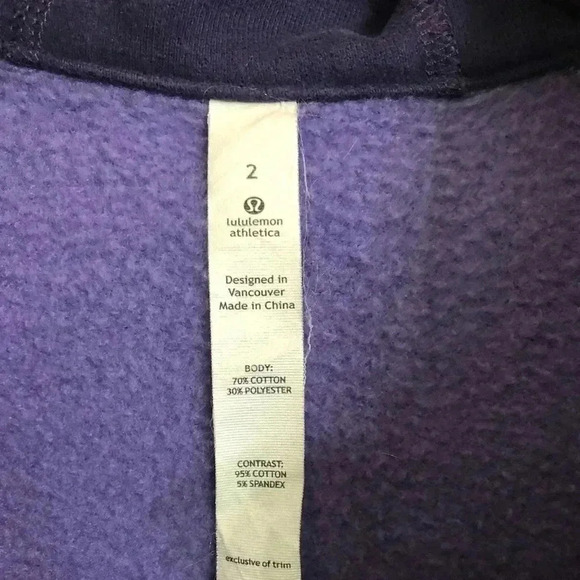 2
lululemon
athletica
Designed in
Vancouver
Made in China
BODY:
70% COTTON
30% POLYESTER
CONTRAST:
95% COTTON
5% SPANDEX
exclusive of trim